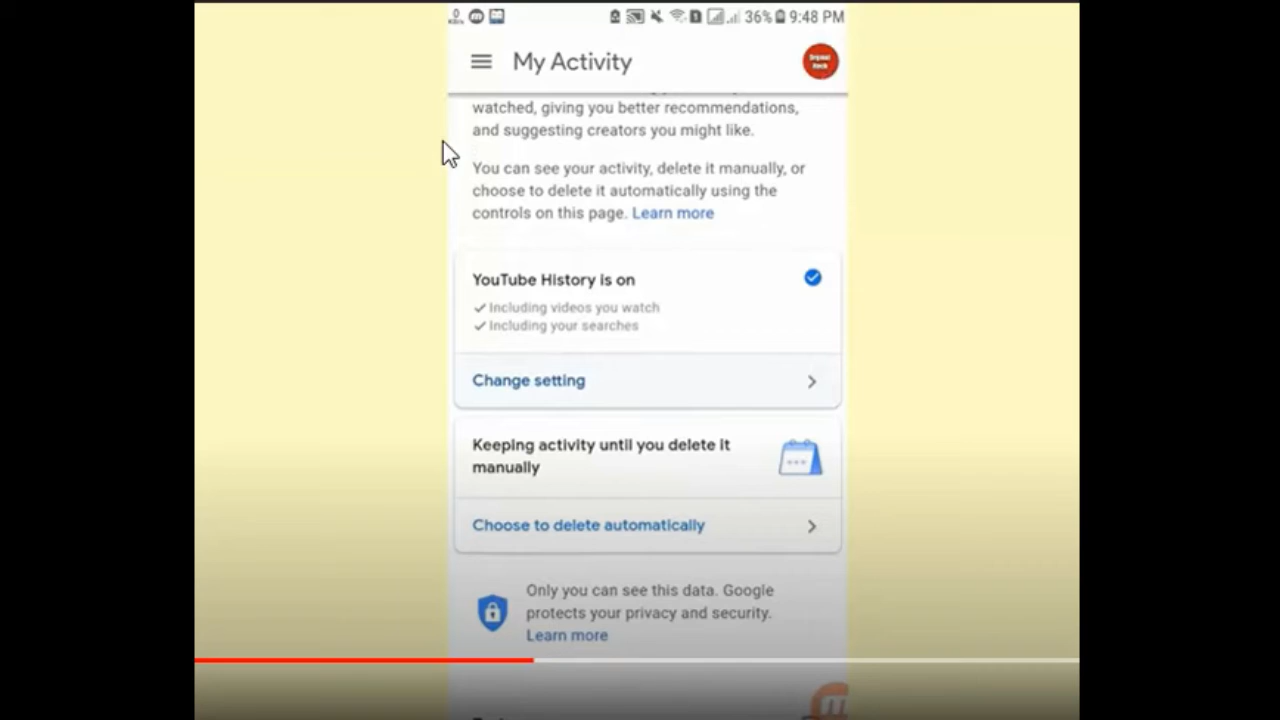 36% 9:48 PM
My Activity
watched, giving you better recommendations,
and suggesting creators you might like.
You can see your activity, delete it manually, or
choose to delete it automatically using the
controls on this page. Learn more
YouTube History is on
Including videos you watch
Including your searches
Change setting
Keeping activity until you delete it
manually
Choose to delete automatically
Only you can see this data. Google
protects your privacy and security.
Learn more